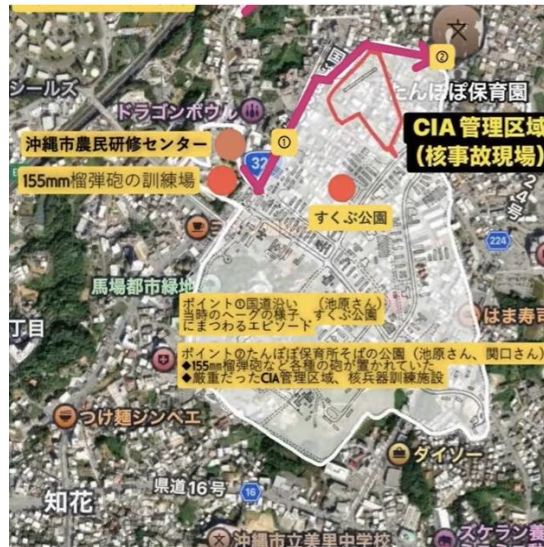 文
②
シールズ
たんぽぽ保育園
ドラゴンボウル
CIA管理区域
(核事故現場)
①
沖縄市農民研修センター
32
155mm榴弾砲の訓練場
すくぶ公園
24号
224
馬場都市緑地
ポイント①国道沿い （池原さん）
当時のヘーグの様子、すくぶ公園
にまつわるエピソード
はま寿司
丁目
ポイント②たんぽぽ保育所そばの公園（池原さん、関口さん）
◆155mm榴弾砲など各種の砲が置かれていた
◆厳重だったCIA管理区域、核兵器訓練施設
つけ麺ジンベエ
ダイソー
県道16号
16
知花
沖縄市立美里中学校
ズケラン養